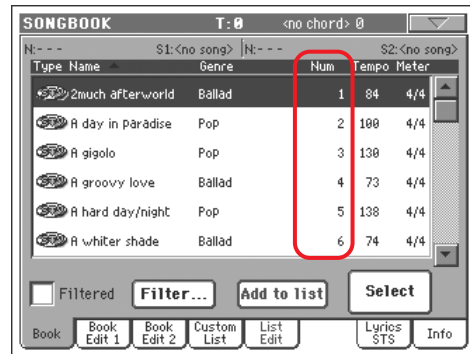 SONGBOOK T:0 <no chord> 0
N:--- S1:<no song> N:--- S2:<no song>
Type Name Genre Num Tempo Meter
2much afterworld Ballad 1 84 4/4
A day in paradise Pop 2 100 4/4
A gigolo Pop 3 130 4/4
A groovy love Ballad 4 73 4/4
A hard day/night Pop 5 138 4/4
A whiter shade Ballad 6 74 4/4
Filtered Filter... Add to list Select
Book Book Edit 1 Book Edit 2 Custom List List Edit Lyrics STS Info